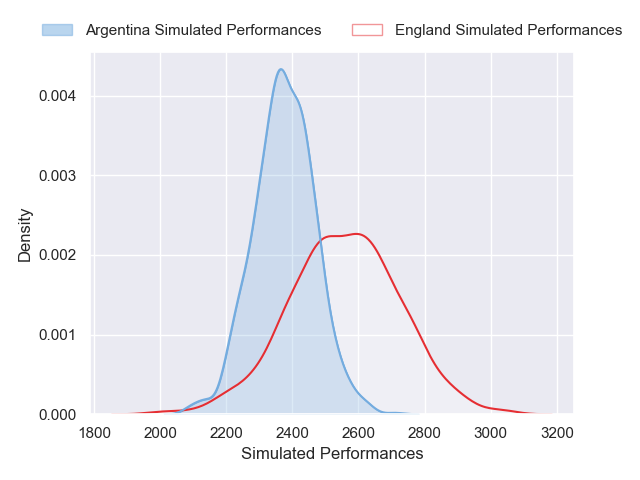 Argentina Simulated Performances England Simulated Performances
0.004
0.003
0.002
0.001
0.000
Density
1800 2000 2200 2400 2600 2800 3000 3200
Simulated Performances